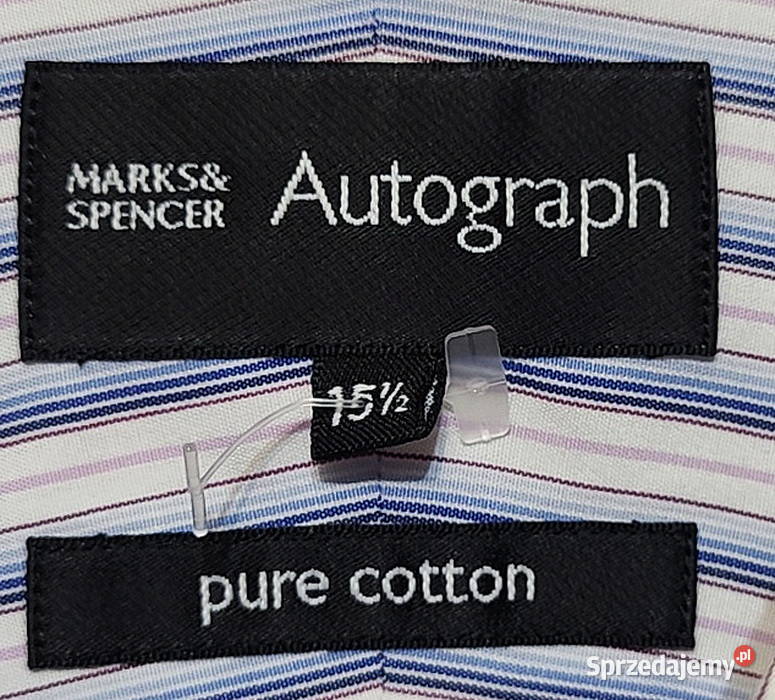 MARKS&
SPENCER
Autograph
15½
pure cotton
Sprzedajemy.pl